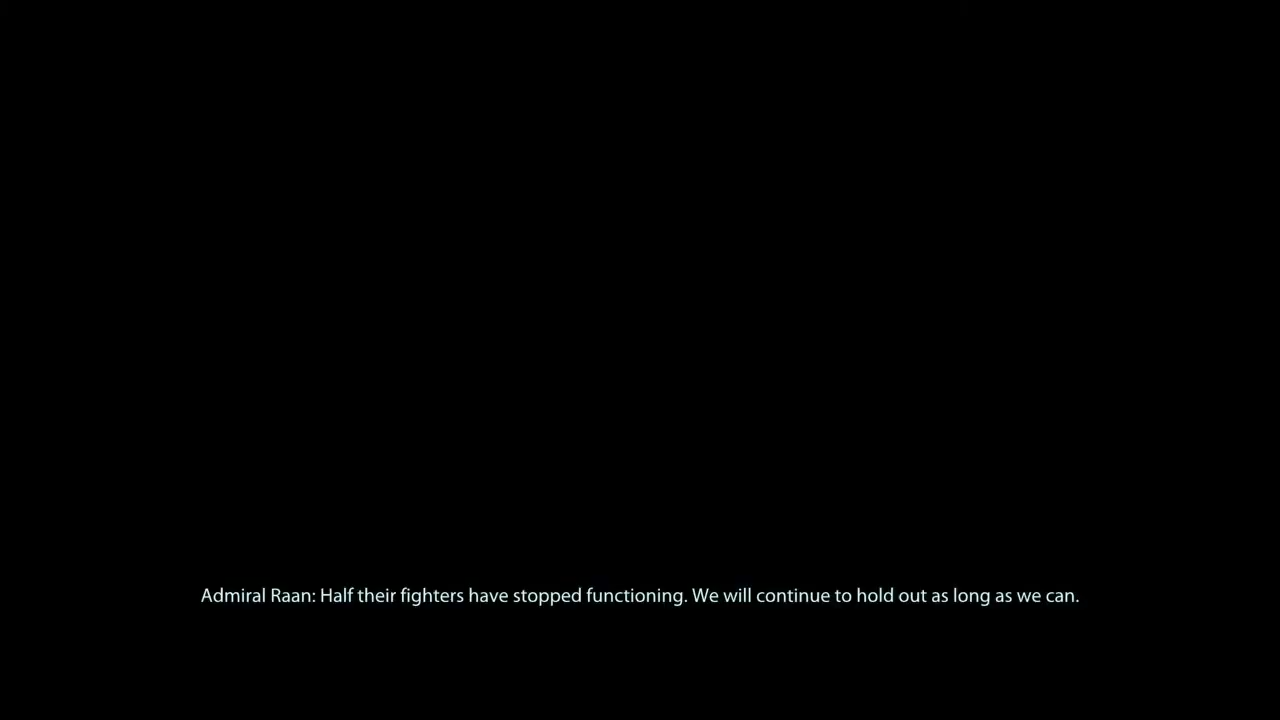 Admiral Raan: Half their fighters have stopped functioning. We will continue to hold out as long as we can.